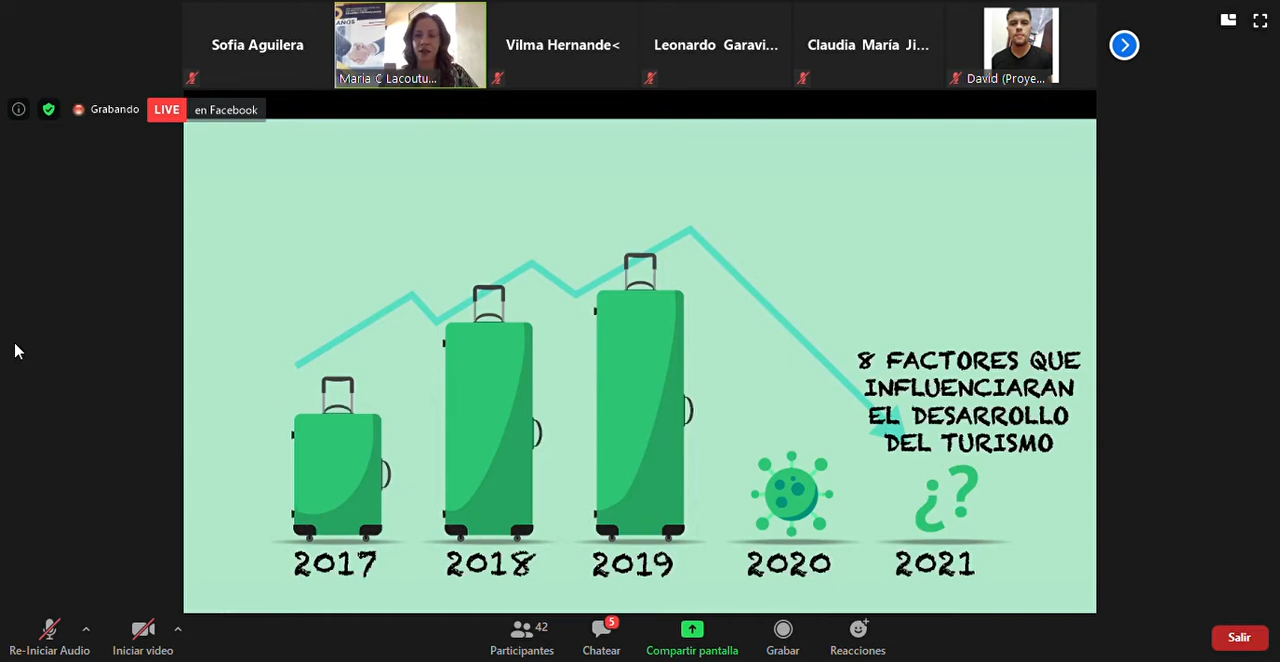 Sofia Aguilera
AÑOS
Maria C Lacoutu...
Vilma Hernande<
Leonardo Garavi...
Claudia María Ji...
David (Proye...
Grabando
LIVE
en Facebook
8 FACTORES QUE
INFLUENCIARAN
EL DESARROLLO
DEL TURISMO
¿?
2017
2018
2019
2020
2021
Re-Iniciar Audio
Iniciar video
42
Participantes
5
Chatear
Compartir pantalla
Grabar
Reacciones
Salir